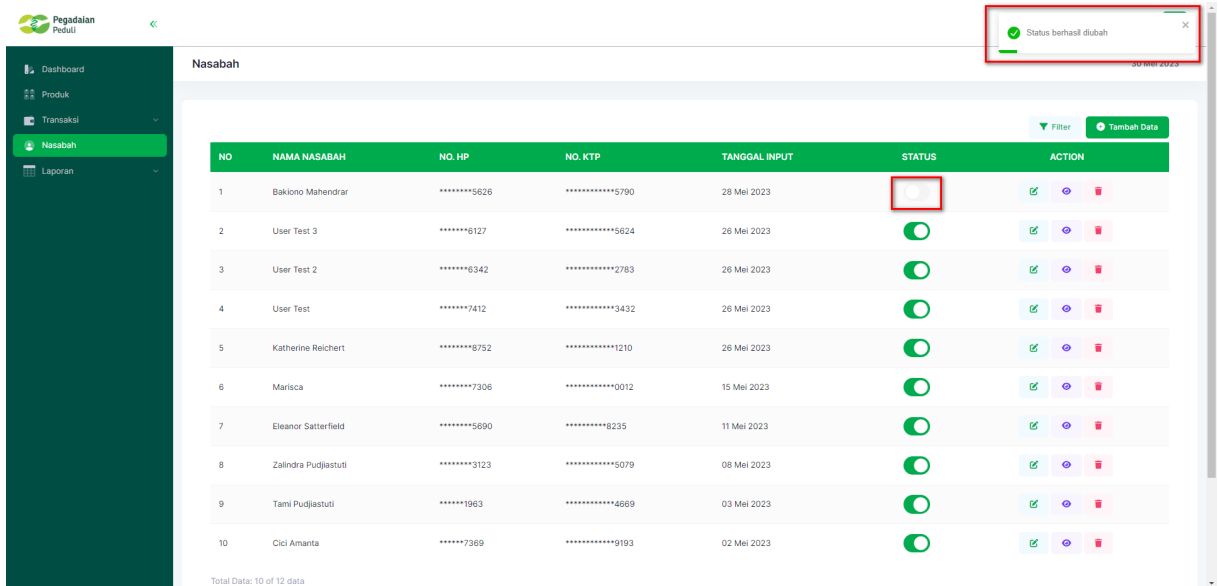 Pegadaian
Peduli
Status berhasil diubah
Dashboard
Produk
Transaksi
Nasabah
Laporan
Nasabah
30 Mei 2023
Filter
Tambah Data
NO NAMA NASABAH NO. HP NO. KTP TANGGAL INPUT STATUS ACTION
1 Bakiono Mahendrar ********5626 ************5790 28 Mei 2023
2 User Test 3 *******6127 ************5624 26 Mei 2023
3 User Test 2 *******6342 ************2783 26 Mei 2023
4 User Test *******7412 ************3432 26 Mei 2023
5 Katherine Reichert ********8752 ************1210 26 Mei 2023
6 Marisca ********7306 ************0012 15 Mei 2023
7 Eleanor Satterfield ********5690 **********8235 11 Mei 2023
8 Zalindra Pudjiastuti ********3123 ************5079 08 Mei 2023
9 Tami Pudjiastuti ******1963 ************4669 03 Mei 2023
10 Cici Amanta ******7369 ************9193 02 Mei 2023
Total Data: 10 of 12 data